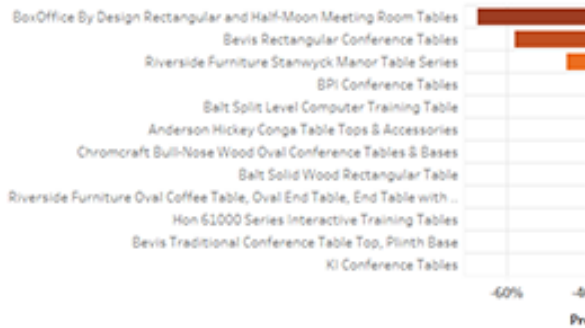 BoxOffice By Design Rectangular and Half-Moon Meeting Room Tables
Bevis Rectangular Conference Tables
Riverside Furniture Stanwyck Manor Table Series
BPI Conference Tables
Balt Split Level Computer Training Table
Anderson Hickey Conga Table Tops & Accessories
Chromcraft Bull-Nose Wood Oval Conference Tables & Bases
Balt Solid Wood Rectangular Table
Riverside Furniture Oval Coffee Table, Oval End Table, End Table with ..
Hon 61000 Series Interactive Training Tables
Bevis Traditional Conference Table Top, Plinth Base
KI Conference Tables
-60% -4
Pr